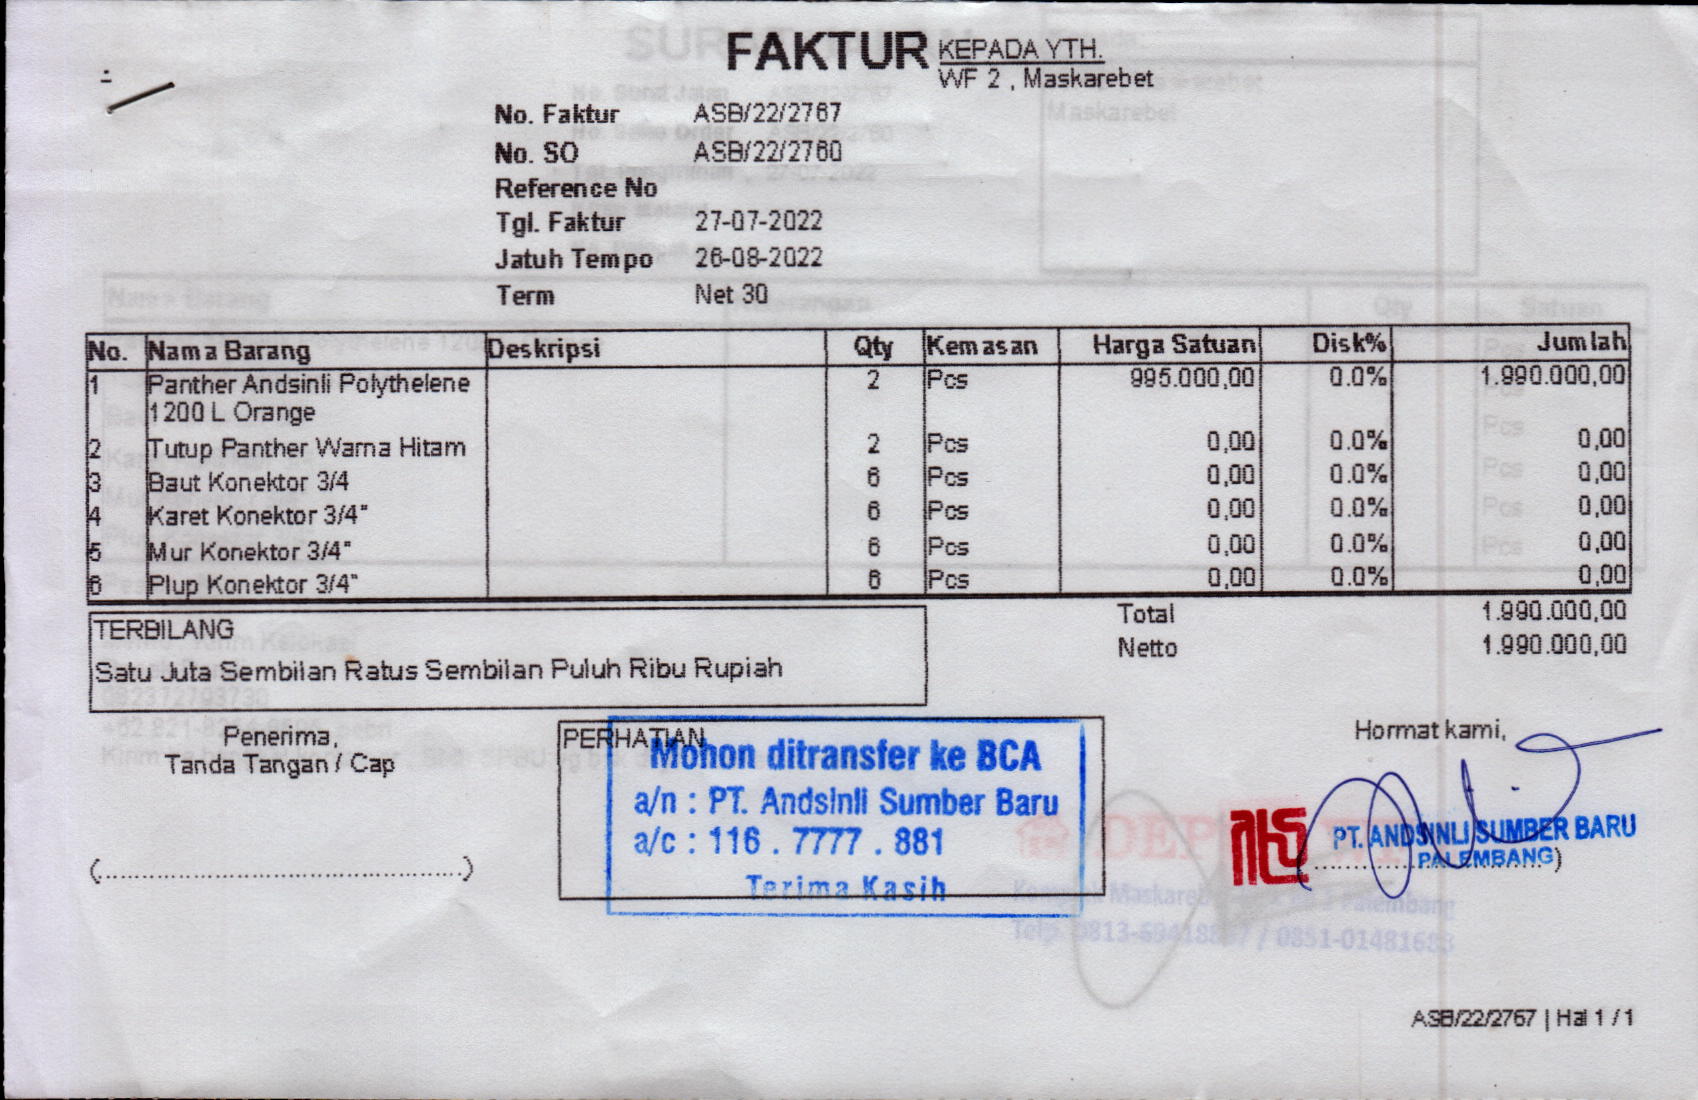 FAKTUR
KEPADA YTH.
WF 2 , Maskarebet
No. Faktur ASB/22/2767
No. SO ASB/22/2760
Reference No
Tgl. Faktur 27-07-2022
Jatuh Tempo 26-08-2022
Term Net 30
No. Nama Barang Deskripsi Qty Kemasan Harga Satuan Disk% Jumlah
1 Panther Andsinli Polythelene 2 Pcs 995.000,00 0.0% 1.990.000,00
1200 L Orange
2 Tutup Panther Warna Hitam 2 Pcs 0,00 0.0% 0,00
3 Baut Konektor 3/4 6 Pcs 0,00 0.0% 0,00
4 Karet Konektor 3/4" 6 Pcs 0,00 0.0% 0,00
5 Mur Konektor 3/4" 6 Pcs 0,00 0.0% 0,00
6 Plup Konektor 3/4" 6 Pcs 0,00 0.0% 0,00
Total 1.990.000,00
Netto 1.990.000,00
TERBILANG
Satu Juta Sembilan Ratus Sembilan Puluh Ribu Rupiah
Penerima,
Tanda Tangan / Cap
(..............................................)
PERHATIAN
Mohon ditransfer ke BCA
a/n : PT. Andsinli Sumber Baru
a/c : 116 . 7777 . 881
Terima Kasih
Hormat kami,
PT. ANDSINLI SUMBER BARU
PALEMBANG
ASB/22/2767 | Hal 1 / 1